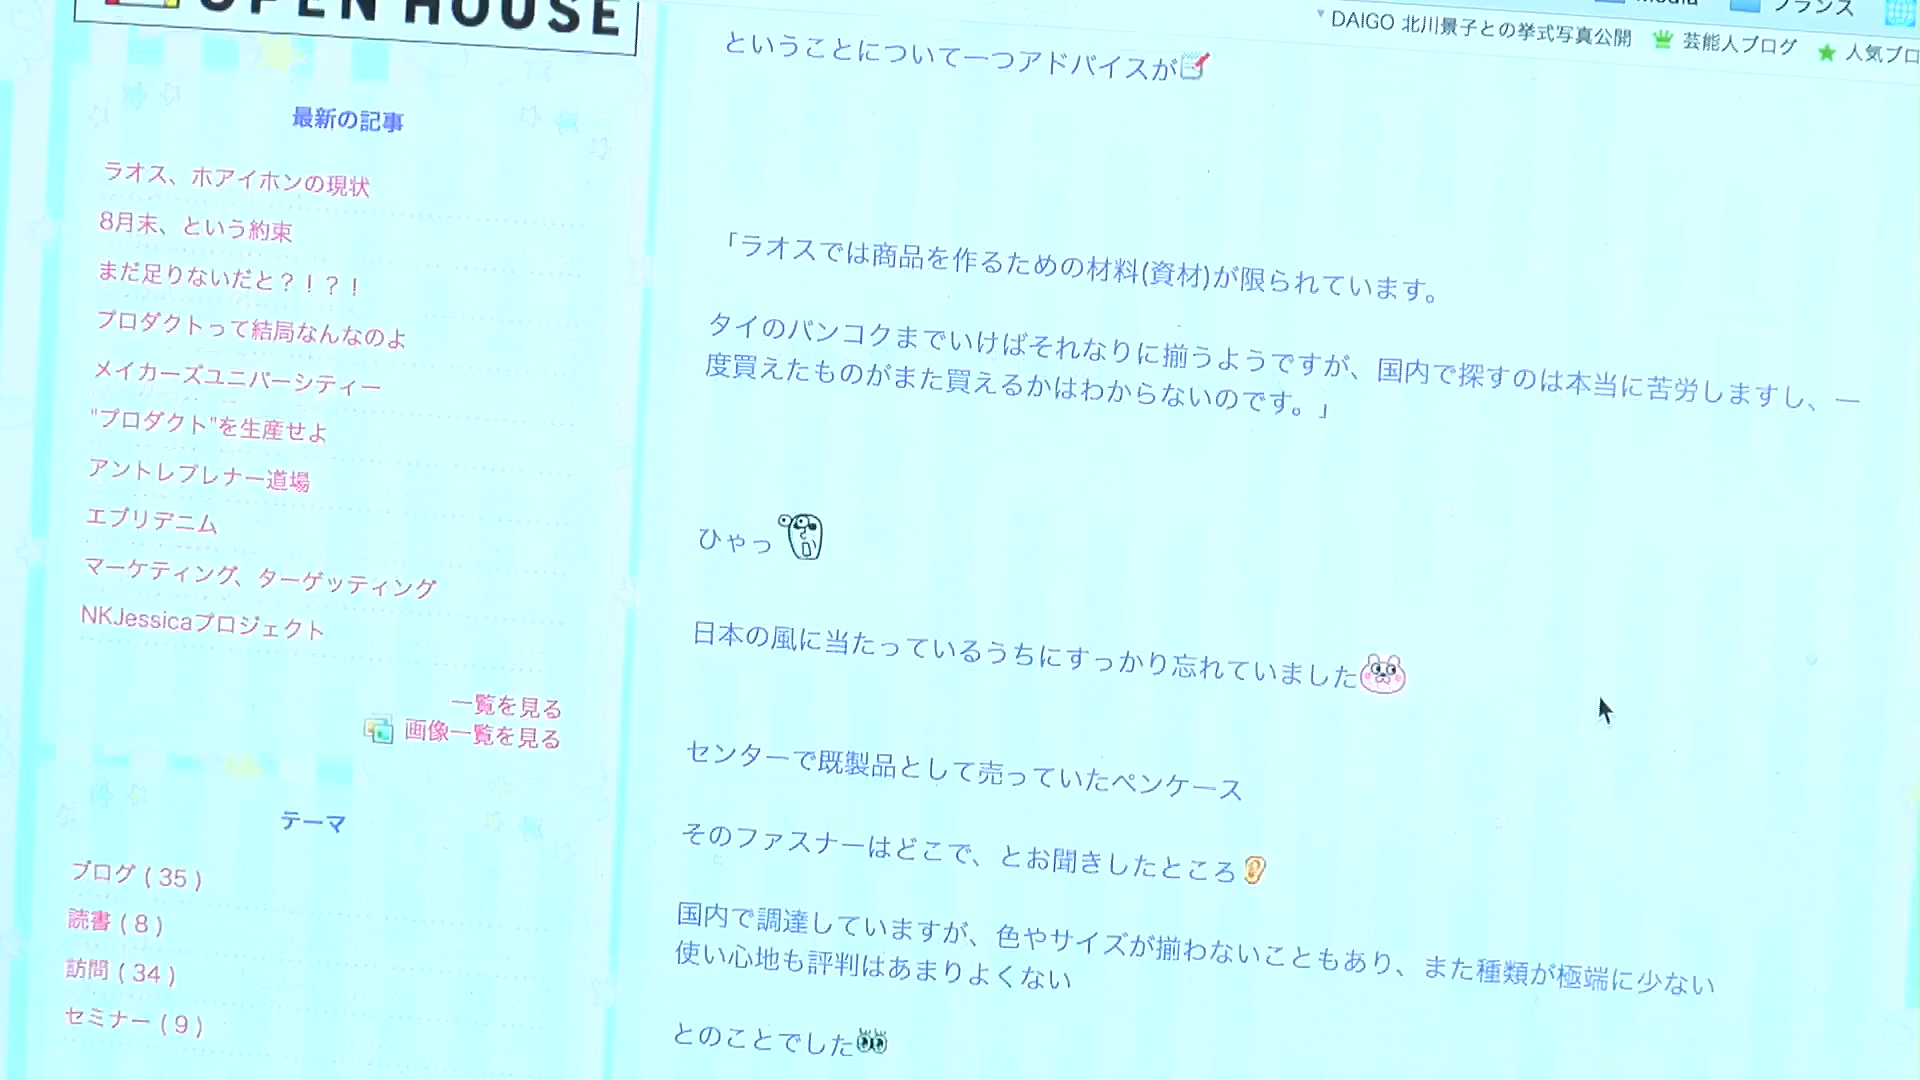 OPEN HOUSE
最新の記事
ラオス、ホアイホンの現状
8月末、という約束
まだ足りないだと？！？！
プロダクトって結局なんなのよ
メイカーズユニバーシティー
"プロダクト"を生産せよ
アントレプレナー道場
エブリデニム
マーケティング、ターゲッティング
NKJessicaプロジェクト
一覧を見る
画像一覧を見る
テーマ
ブログ ( 35 )
読書 ( 8 )
訪問 ( 34 )
セミナー ( 9 )
Media
フランス
DAIGO 北川景子との挙式写真公開
芸能人ブログ
人気ブロ
ということについて一つアドバイスが
「ラオスでは商品を作るための材料(資材)が限られています。
タイのバンコクまでいけばそれなりに揃うようですが、国内で探すのは本当に苦労しますし、一
度買えたものがまた買えるかはわからないのです。」
ひゃっ
日本の風に当たっているうちにすっかり忘れていました
センターで既製品として売っていたペンケース
そのファスナーはどこで、とお聞きしたところ
国内で調達していますが、色やサイズが揃わないこともあり、また種類が極端に少ない
使い心地も評判はあまりよくない
とのことでした